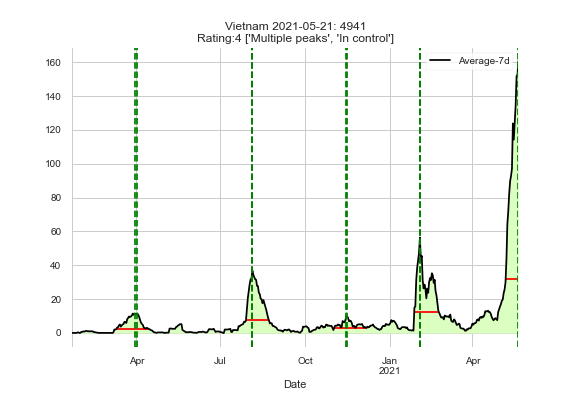 Vietnam 2021-05-21: 4941
Rating:4 ['Multiple peaks', 'In control']
Average-7d
160
140
120
100
80
60
40
20
0
Apr
Jul
Oct
Jan
2021
Apr
Date